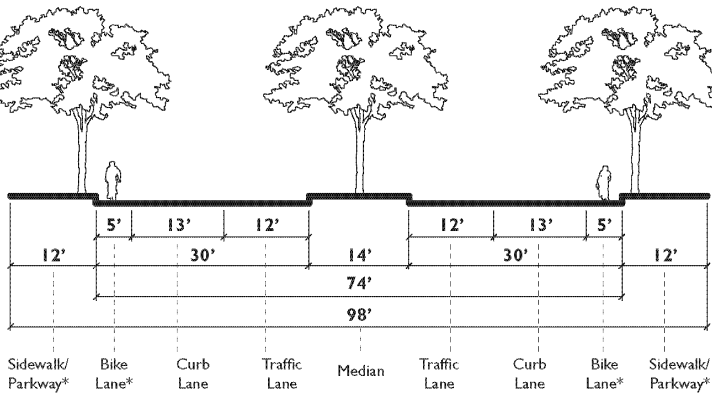 5' 13' 12' 12' 13' 5'
12' 30' 14' 30' 12'
74'
98'
Sidewalk/ Bike Curb Traffic Median Traffic Curb Bike Sidewalk/
Parkway* Lane* Lane Lane Lane Lane Lane* Parkway*